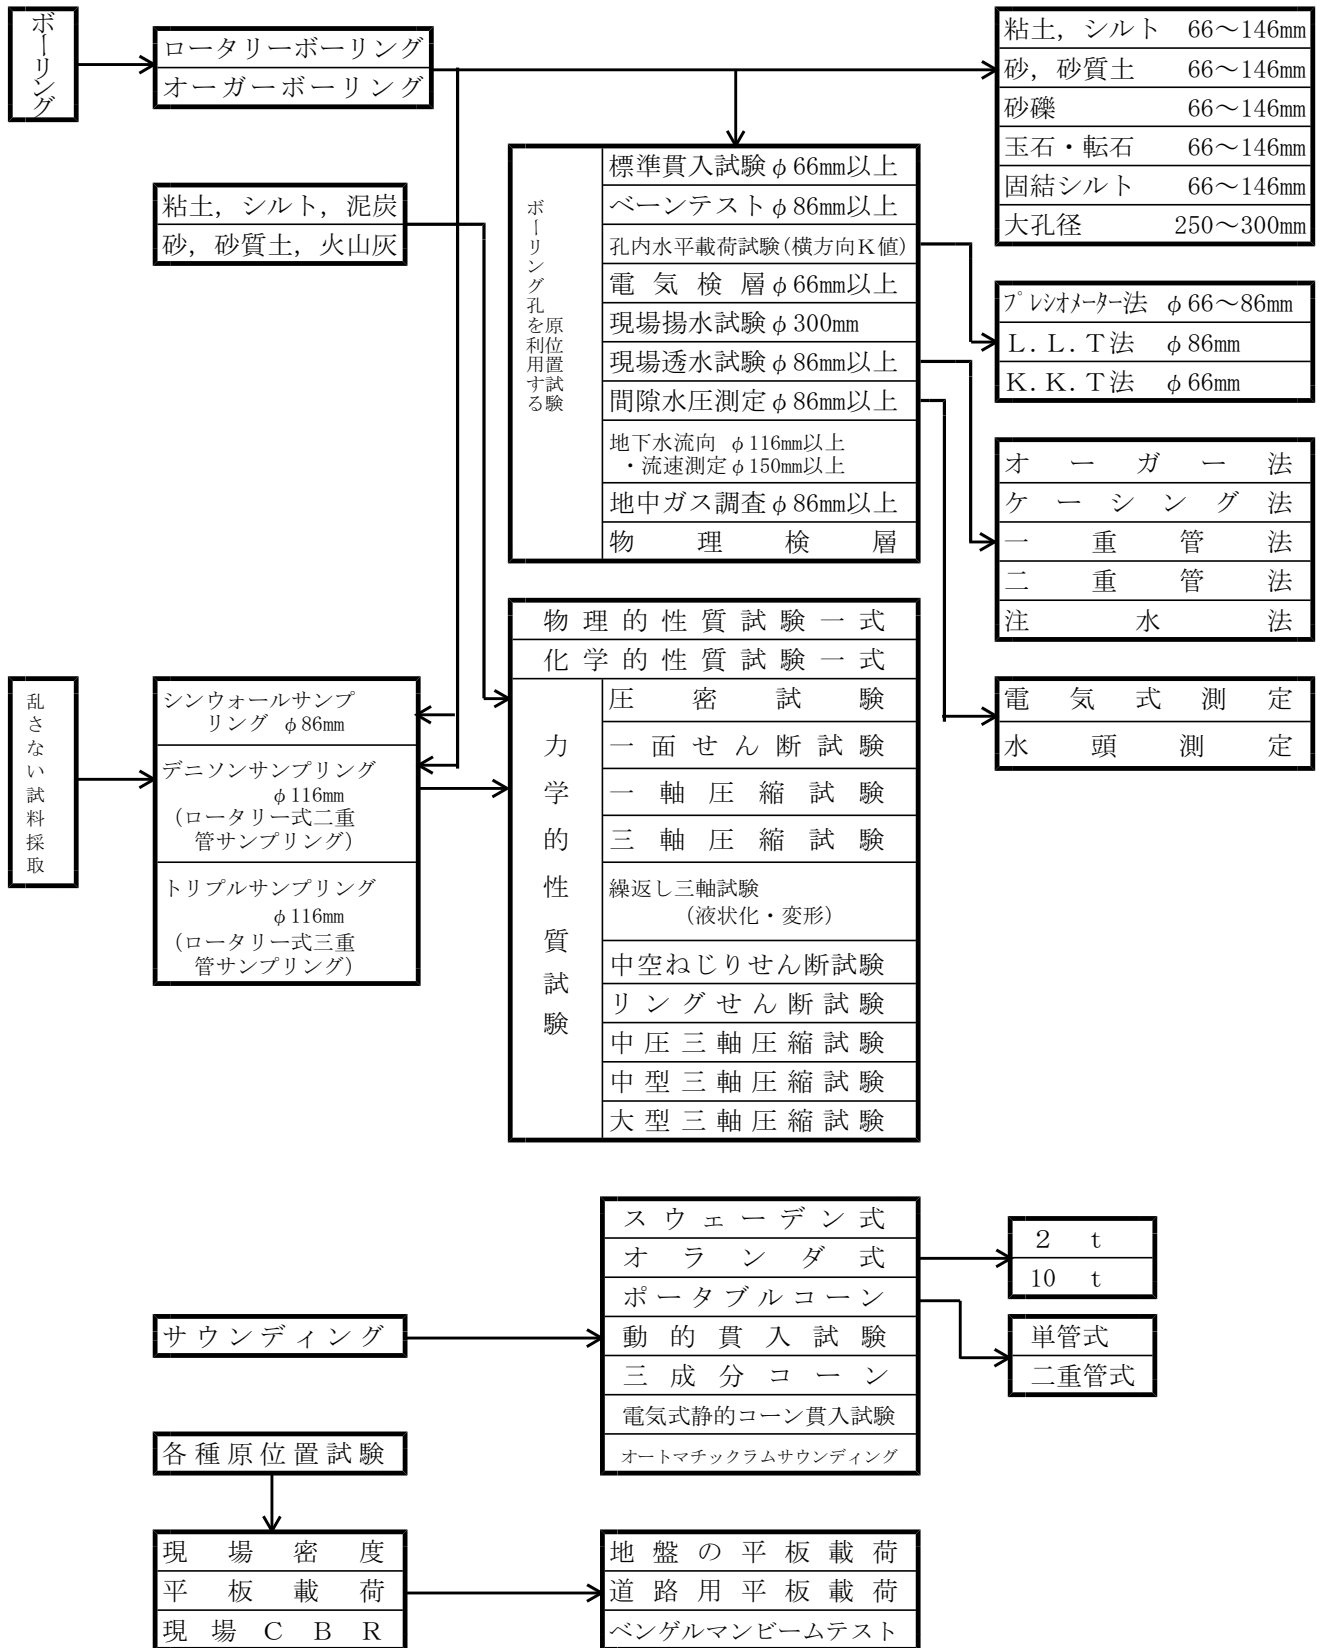 ボーリング
ロータリーボーリング
オーガーボーリング
粘土，シルト 66～146mm
砂，砂質土 66～146mm
砂礫 66～146mm
玉石・転石 66～146mm
固結シルト 66～146mm
大孔径 250～300mm
粘土，シルト，泥炭
砂，砂質土，火山灰
ボーリング孔を利用する
原位置試験
標準貫入試験φ66mm以上
ベーンテストφ86mm以上
孔内水平載荷試験(横方向Ｋ値)
電気検層φ66mm以上
現場揚水試験φ300mm
現場透水試験φ86mm以上
間隙水圧測定φ86mm以上
地下水流向 φ116mm以上
・流速測定φ150mm以上
地中ガス調査φ86mm以上
物理検層
プレシオメーター法 φ66～86mm
Ｌ．Ｌ．Ｔ法 φ86mm
Ｋ．Ｋ．Ｔ法 φ66mm
オーガー法
ケーシング法
一重管法
二重管法
注水法
電気式測定
水頭測定
乱さない試料採取
シンウォールサンプ
リング φ86mm
デニソンサンプリング
φ116mm
（ロータリー式二重
管サンプリング）
トリプルサンプリング
φ116mm
（ロータリー式三重
管サンプリング）
物理的性質試験一式
化学的性質試験一式
力学的性質試験
圧密試験
一面せん断試験
一軸圧縮試験
三軸圧縮試験
繰返し三軸試験
（液状化・変形）
中空ねじりせん断試験
リングせん断試験
中圧三軸圧縮試験
中型三軸圧縮試験
大型三軸圧縮試験
サウンディング
スウェーデン式
オランダ式
ポータブルコーン
動的貫入試験
三成分コーン
電気式静的コーン貫入試験
オートマチックラムサウンディング
２ ｔ
10 ｔ
単管式
二重管式
各種原位置試験
現場密度
平板載荷
現場ＣＢＲ
地盤の平板載荷
道路用平板載荷
ベンゲルマンビームテスト